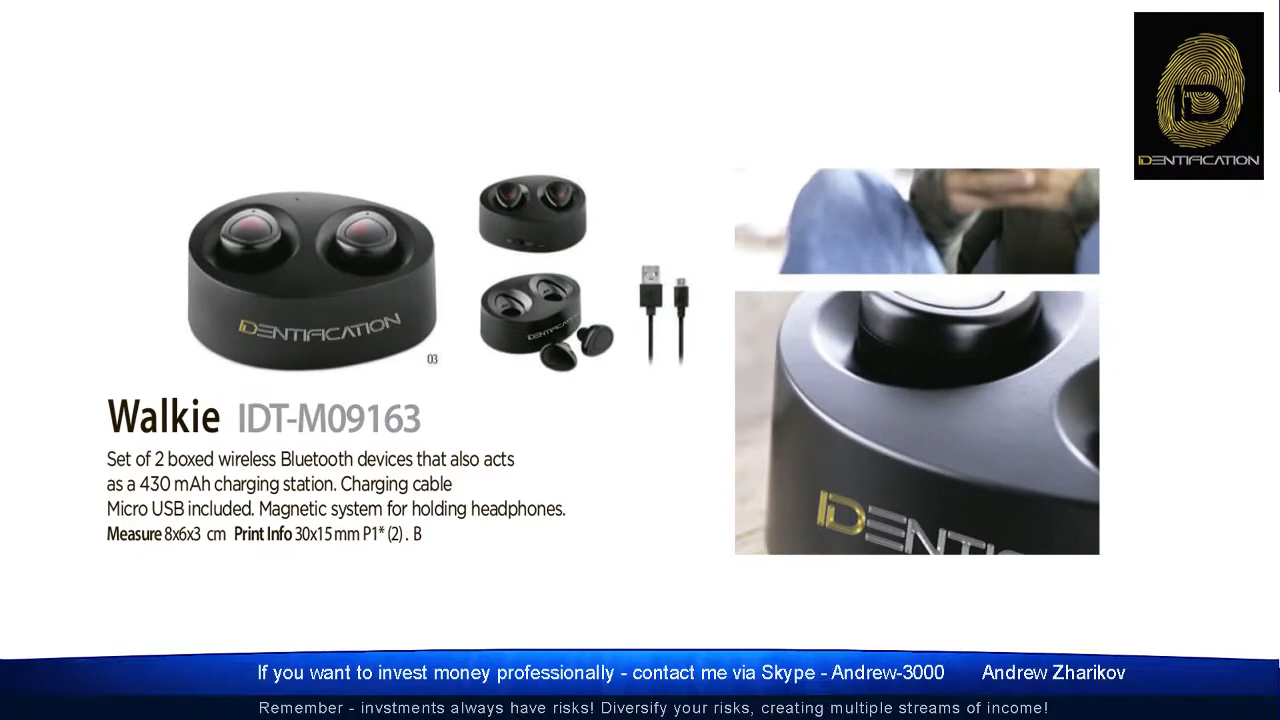 IDENTIFICATION
IDENTIFICATION
IDENTIFICATION
03
Walkie IDT-M09163
Set of 2 boxed wireless Bluetooth devices that also acts
as a 430 mAh charging station. Charging cable
Micro USB included. Magnetic system for holding headphones.
Measure 8x6x3 cm Print Info 30x15 mm P1* (2) . B
If you want to invest money professionally - contact me via Skype - Andrew-3000 Andrew Zharikov
Remember - invstments always have risks! Diversify your risks, creating multiple streams of income!